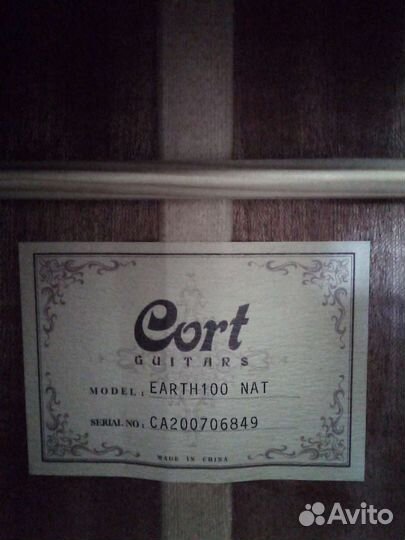 Cort
GUITARS
MODEL: EARTH100 NAT
SERIAL NO: CA200706849
MADE IN CHINA
Avito